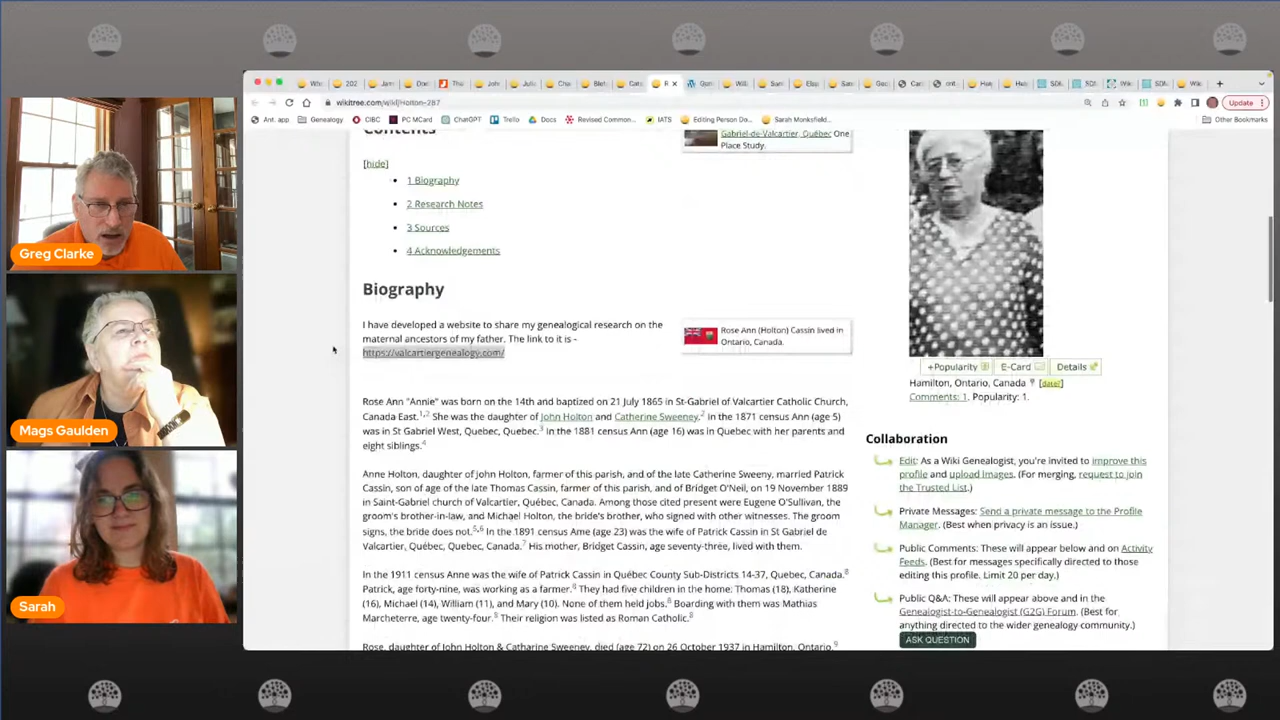 Greg Clarke
Mags Gaulden
Sarah
202
wikitree.com/wiki/Holton-287
Update
Ant. app Genealogy CIBC PC MCard ChatGPT Trello Docs Revised Common... IATS Editing Person Do... Sarah Monksfield... Other Bookmarks
Contents
[hide]
1 Biography
2 Research Notes
3 Sources
4 Acknowledgements
Gabriel-de-Valcartier, Québec One
Place Study.
Biography
I have developed a website to share my genealogical research on the
maternal ancestors of my father. The link to it is -
https://valcartiergenealogy.com/
Rose Ann (Holton) Cassin lived in
Ontario, Canada.
Rose Ann "Annie" was born on the 14th and baptized on 21 July 1865 in St-Gabriel of Valcartier Catholic Church,
Canada East.1,2 She was the daughter of John Holton and Catherine Sweeney.2 In the 1871 census Ann (age 5)
was in St Gabriel West, Quebec, Quebec.3 In the 1881 census Ann (age 16) was in Quebec with her parents and
eight siblings.4
Anne Holton, daughter of John Holton, farmer of this parish, and of the late Catherine Sweeny, married Patrick
Cassin, son of age of the late Thomas Cassin, farmer of this parish, and of Bridget O'Neil, on 19 November 1889
in Saint-Gabriel church of Valcartier, Québec, Canada. Among those cited present were Eugene O'Sullivan, the
groom's brother-in-law, and Michael Holton, the bride's brother, who signed with other witnesses. The groom
signs, the bride does not.5,6 In the 1891 census Ame (age 23) was the wife of Patrick Cassin in St Gabriel de
Valcartier, Québec, Quebec, Canada.7 His mother, Bridget Cassin, age seventy-three, lived with them.
In the 1911 census Anne was the wife of Patrick Cassin in Québec County Sub-Districts 14-37, Quebec, Canada.8
Patrick, age forty-nine, was working as a farmer.8 They had five children in the home: Thomas (18), Katherine
(16), Michael (14), William (11), and Mary (10). None of them held jobs.8 Boarding with them was Mathias
Marcheterre, age twenty-four.8 Their religion was listed as Roman Catholic.8
Rose, daughter of John Holton & Catharine Sweeney, died (age 72) on 26 October 1937 in Hamilton, Ontario.9
+Popularity E-Card Details
Hamilton, Ontario, Canada [date?]
Comments: 1. Popularity: 1.
Collaboration
Edit: As a Wiki Genealogist, you're invited to improve this
profile and upload images. (For merging, request to join
the Trusted List.)
Private Messages: Send a private message to the Profile
Manager. (Best when privacy is an issue.)
Public Comments: These will appear below and on Activity
Feeds. (Best for messages specifically directed to those
editing this profile. Limit 20 per day.)
Public Q&A: These will appear above and in the
Genealogist-to-Genealogist (G2G) Forum. (Best for
anything directed to the wider genealogy community.)
ASK QUESTION